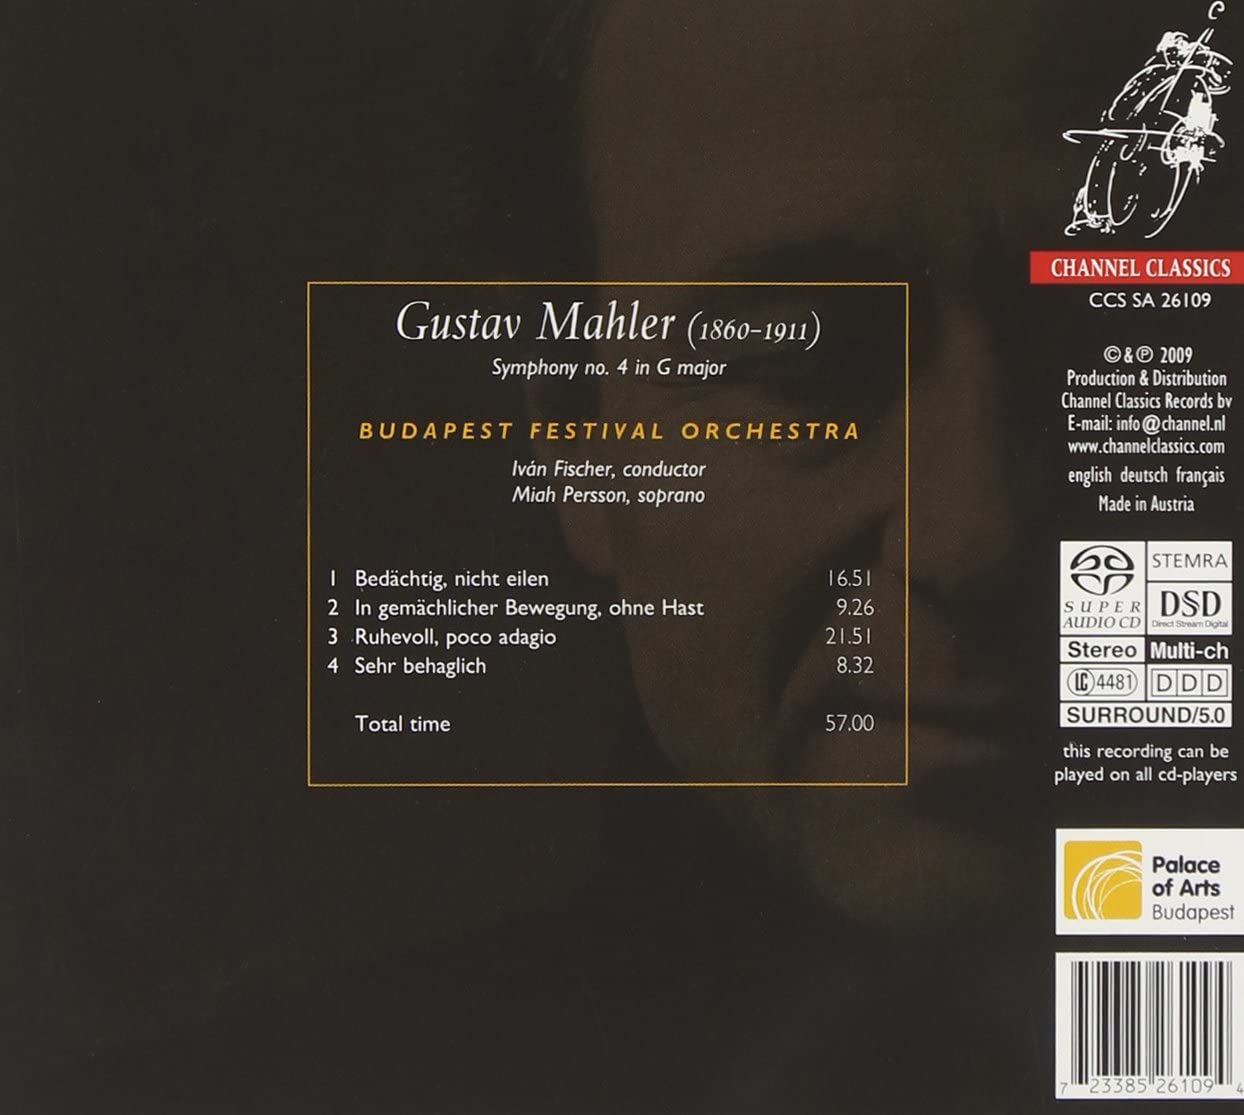 Gustav Mahler (1860–1911)
Symphony no. 4 in G major
BUDAPEST FESTIVAL ORCHESTRA
Iván Fischer, conductor
Miah Persson, soprano
1 Bedächtig, nicht eilen 16.51
2 In gemächlicher Bewegung, ohne Hast 9.26
3 Ruhevoll, poco adagio 21.51
4 Sehr behaglich 8.32
Total time 57.00
CHANNEL CLASSICS
CCS SA 26109
©&℗ 2009
Production & Distribution
Channel Classics Records bv
E-mail: info@channel.nl
www.channelclassics.com
english deutsch français
Made in Austria
SUPER
AUDIO CD
STEMRA
DSD
Direct Stream Digital
Stereo Multi-ch
LC 4481 DDD
SURROUND/5.0
this recording can be
played on all cd-players
Palace
of Arts
Budapest
7 23385 26109 4